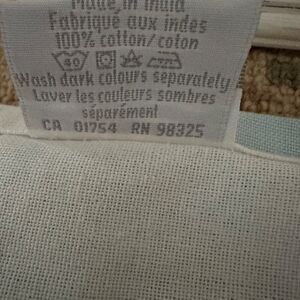 Made in India
Fabriqué aux indes
100% cotton/coton
40
Wash dark colours separately
Laver les couleurs sombres
séparément
CA 01754 RN 98325